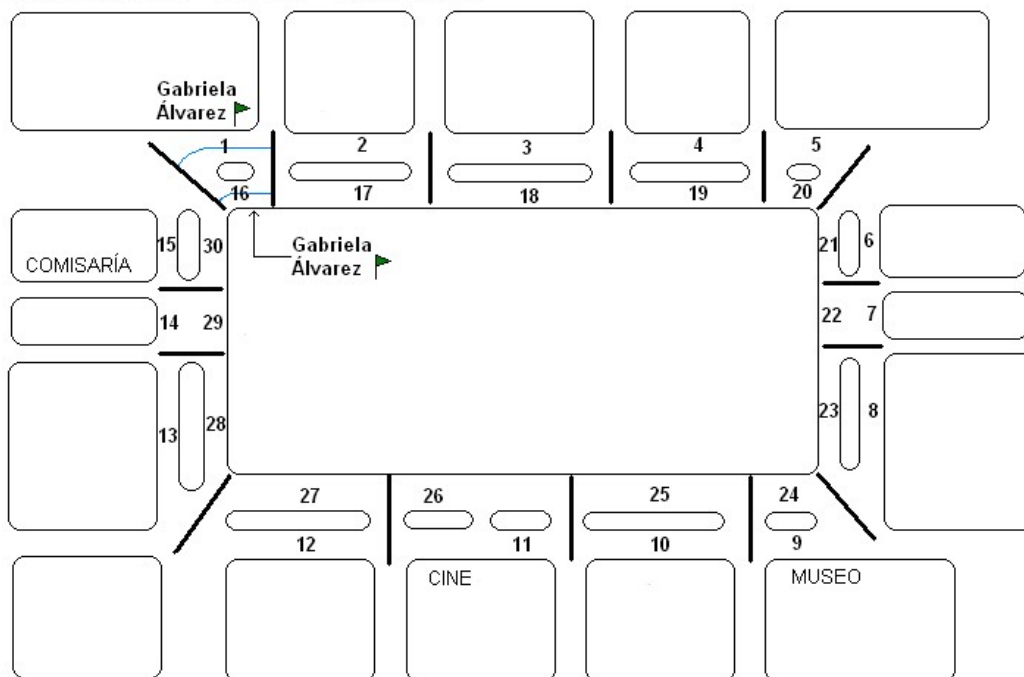 Gabriela
Álvarez
1 2 3 4 5
16 17 18 19 20
15 30 Gabriela
Álvarez 21 6
COMISARÍA
14 29 22 7
13 28 23 8
27 26 25 24
12 11 10 9
CINE MUSEO